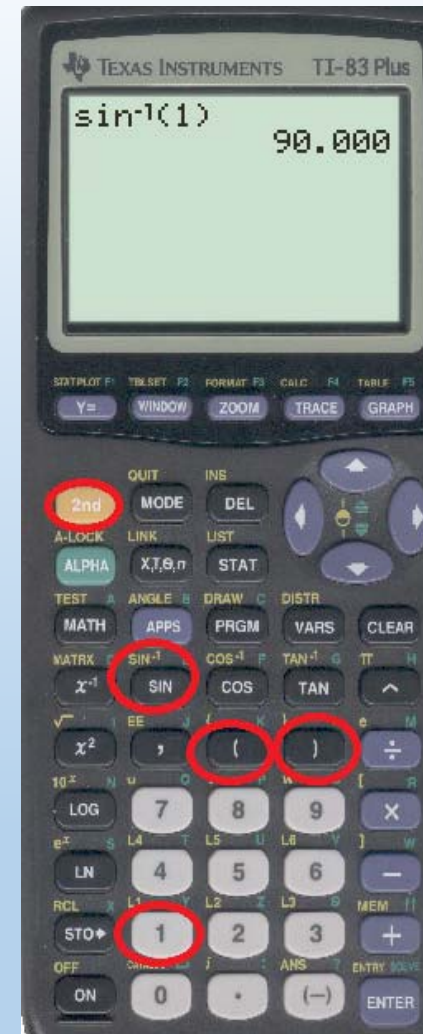 TEXAS INSTRUMENTS TI-83 Plus
sin⁻¹(1)
90.000
STAT PLOT F1 TBLSET F2 FORMAT F3 CALC F4 TABLE F5
Y= WINDOW ZOOM TRACE GRAPH
QUIT INS
2nd MODE DEL
A-LOCK LINK LIST
ALPHA X,T,Θ,n STAT
TEST A ANGLE B DRAW C DISTR
MATH APPS PRGM VARS CLEAR
MATRX SIN⁻¹ COS⁻¹ F TAN⁻¹ G π H
x⁻¹ SIN COS TAN ^
√ I EE J { K } e M
x² , ( ) ÷
10ˣ N u O P w [ R
LOG 7 8 9 ×
eˣ S L4 T L5 U L6 V ] W
LN 4 5 6 −
RCL X L1 Y L2 Z L3 θ MEM "
STO▸ 1 2 3 +
OFF i : ANS ? ENTRY SOLVE
ON 0 . (−) ENTER